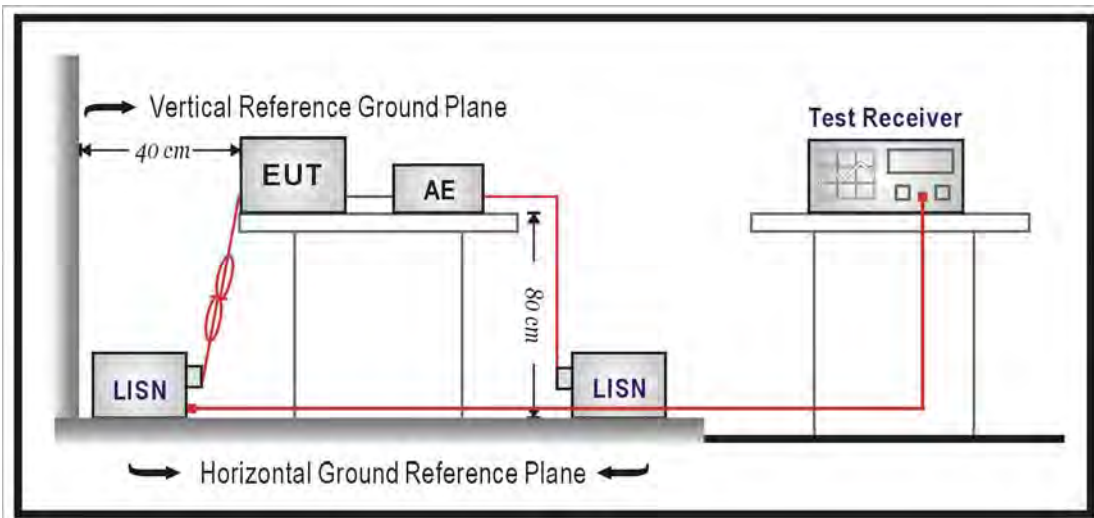 Vertical Reference Ground Plane
Test Receiver
40 cm
EUT
AE
80 cm
LISN
LISN
Horizontal Ground Reference Plane